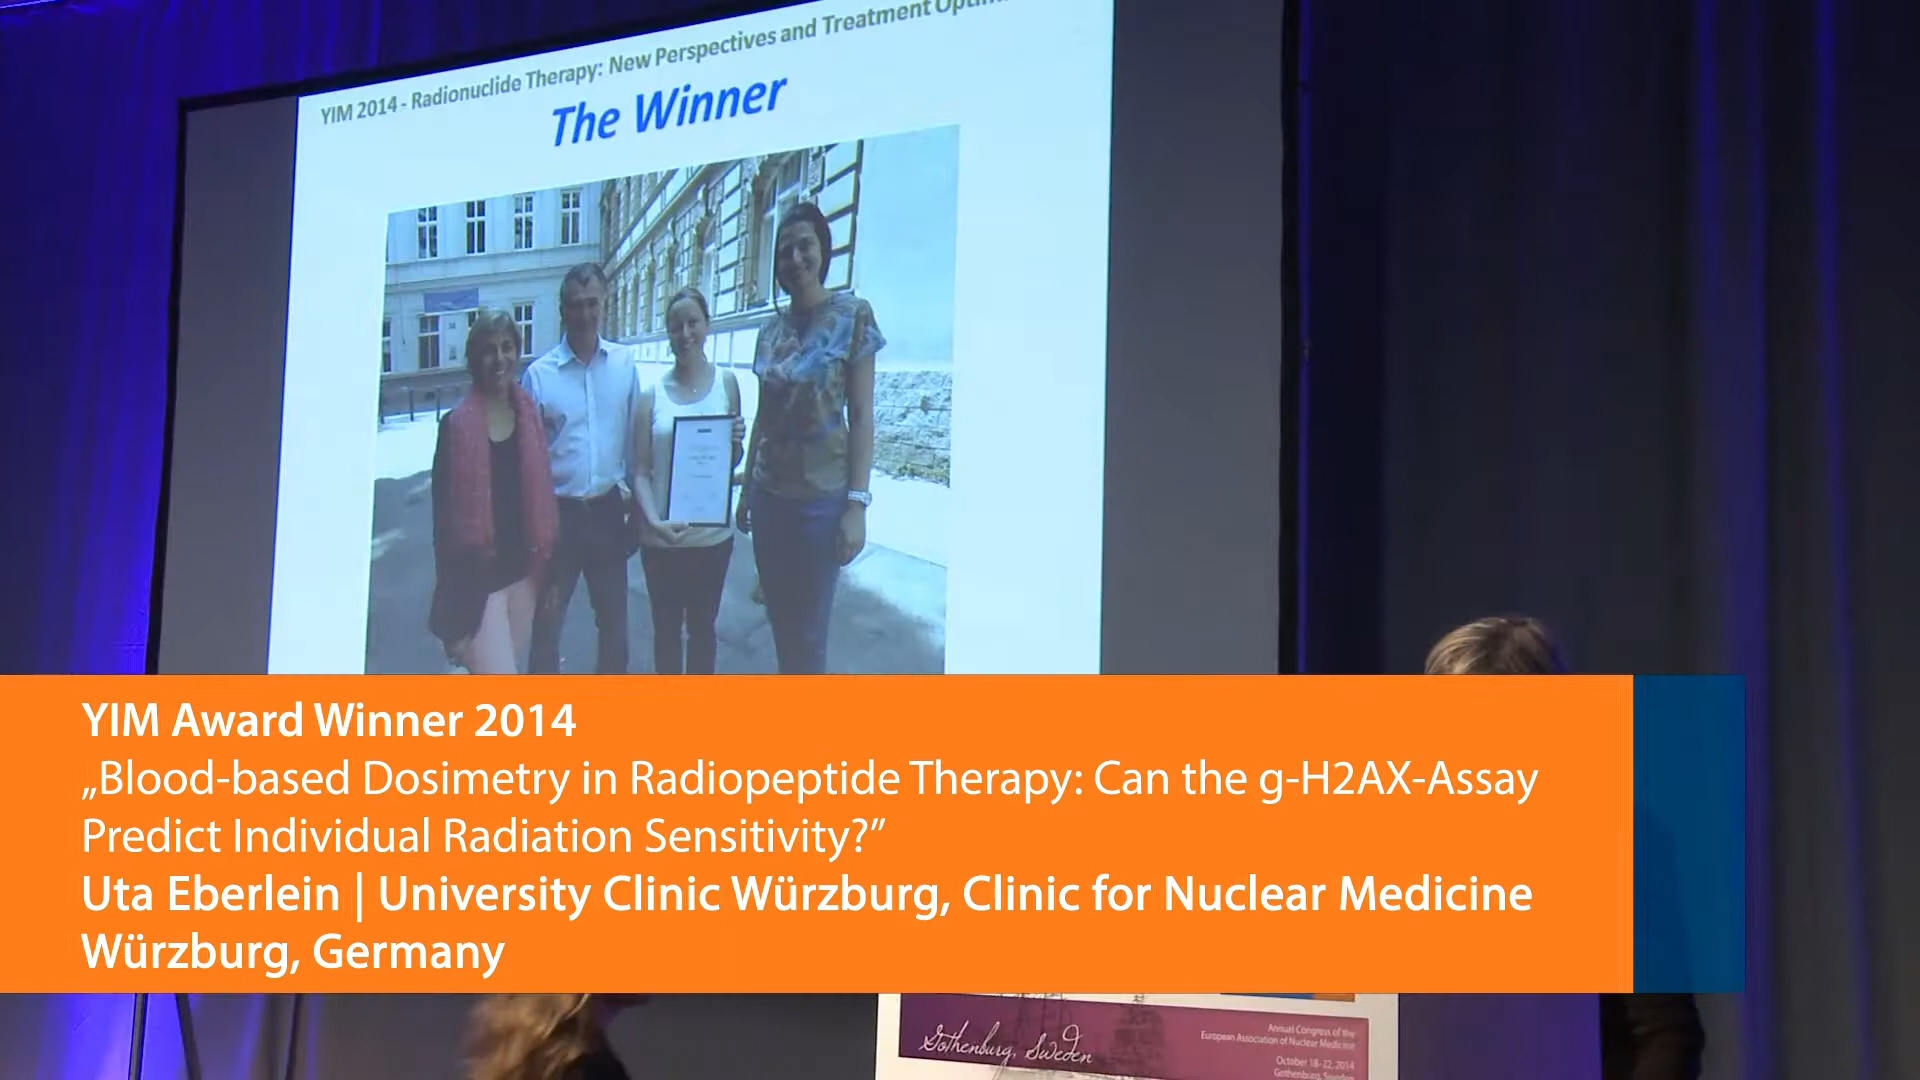 YIM 2014 - Radionuclide Therapy: New Perspectives and Treatment
The Winner
YIM Award Winner 2014
„Blood-based Dosimetry in Radiopeptide Therapy: Can the g-H2AX-Assay
Predict Individual Radiation Sensitivity?”
Uta Eberlein | University Clinic Würzburg, Clinic for Nuclear Medicine
Würzburg, Germany
Gothenburg, Sweden
Annual Congress of the
European Association of Nuclear Medicine
October 18-22, 2014
Gothenburg, Sweden